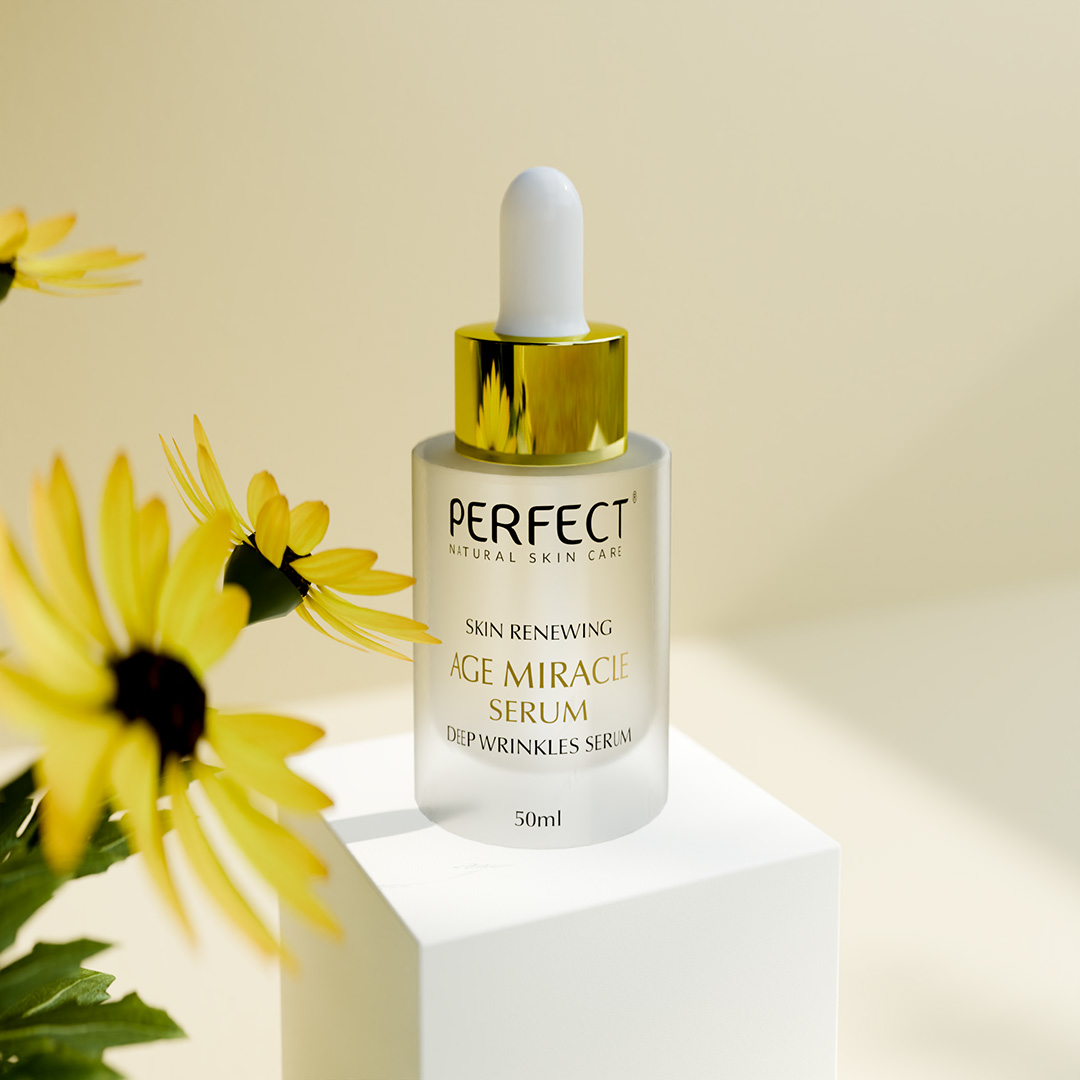 PERFECT®
NATURAL SKIN CARE
SKIN RENEWING
AGE MIRACLE
SERUM
DEEP WRINKLES SERUM
50ml